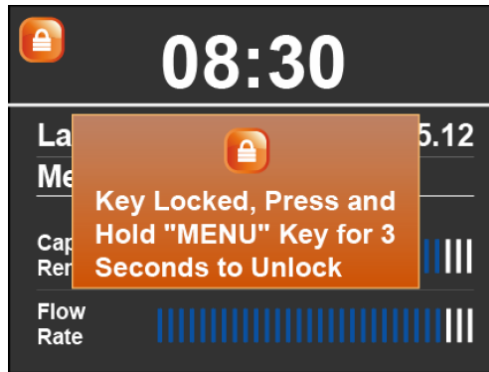 08:30
La
5.12
Me
Key Locked, Press and
Hold "MENU" Key for 3
Seconds to Unlock
Cap
Rer
Flow
Rate